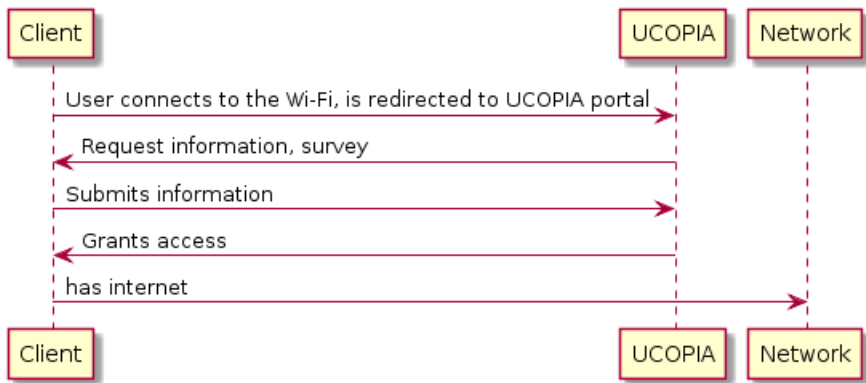 Client
UCOPIA
Network
User connects to the Wi-Fi, is redirected to UCOPIA portal
Request information, survey
Submits information
Grants access
has internet
Client
UCOPIA
Network